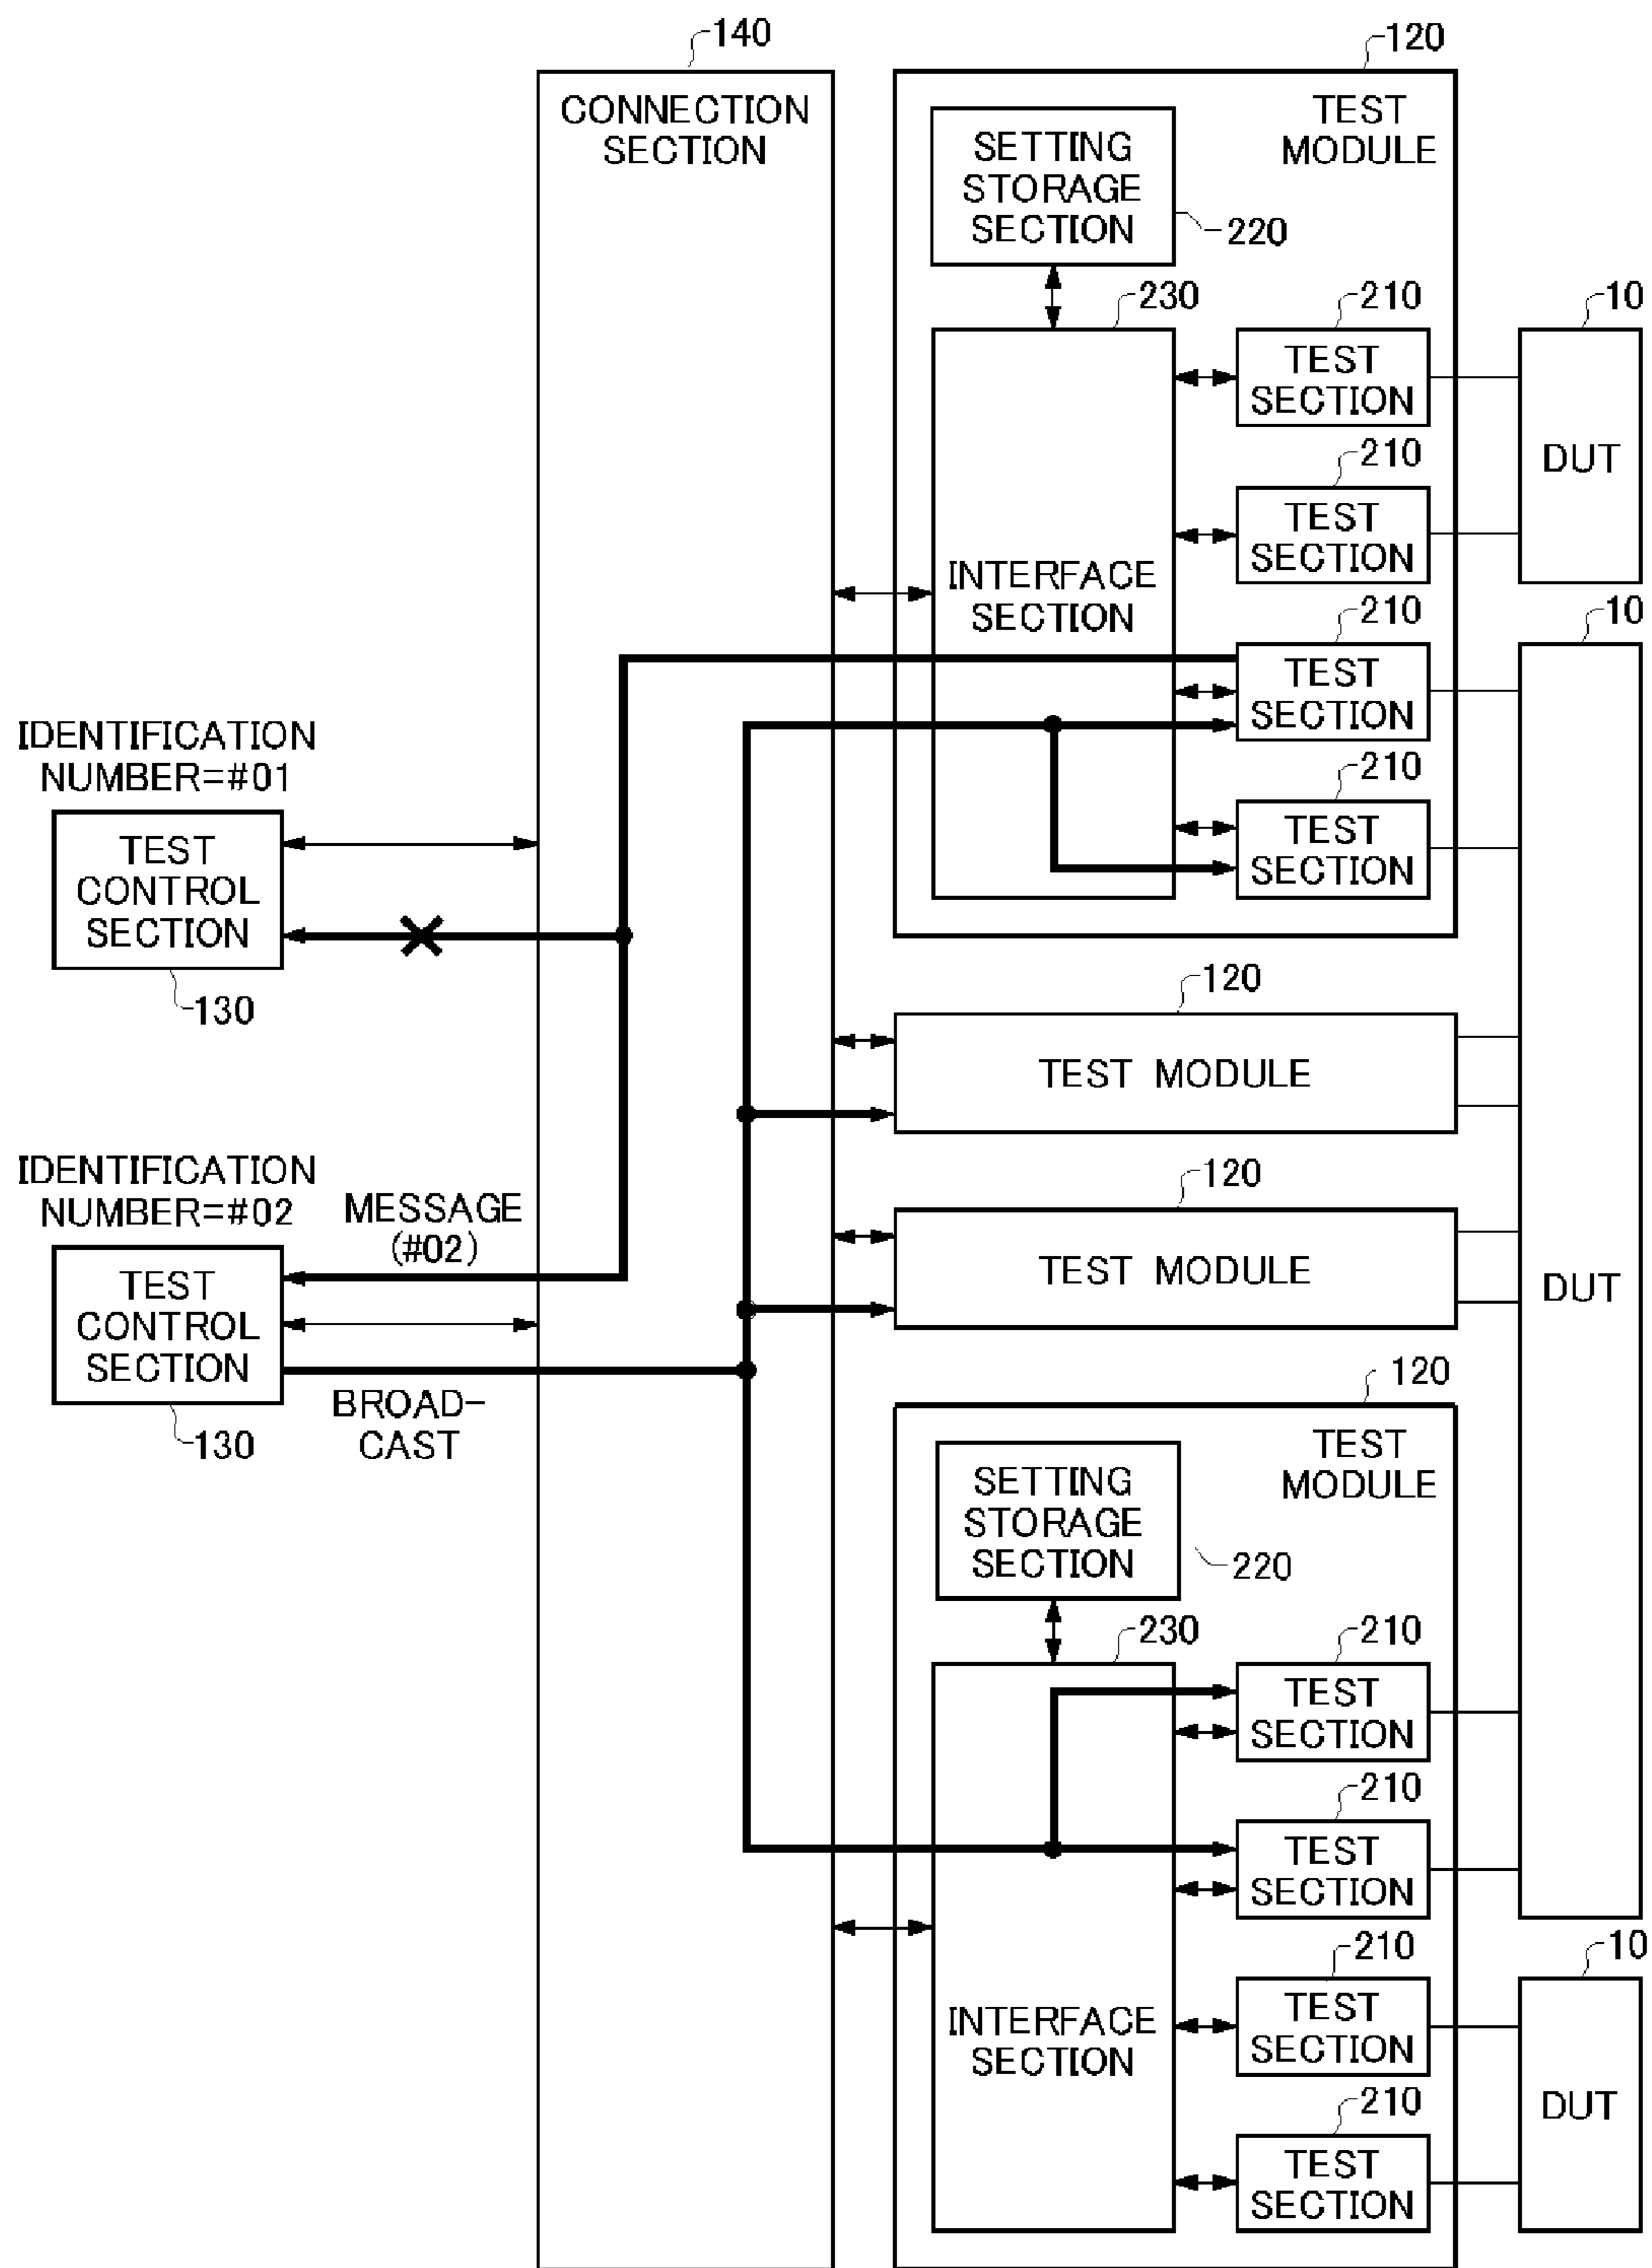 140
120
CONNECTION
SECTION
TEST
MODULE
SETTING
STORAGE
SECTION
220
230
210
10
TEST
SECTION
DUT
210
TEST
SECTION
INTERFACE
SECTION
210
10
TEST
SECTION
IDENTIFICATION
NUMBER=#01
210
TEST
SECTION
TEST
CONTROL
SECTION
130
120
TEST MODULE
IDENTIFICATION
NUMBER=#02
MESSAGE
(#02)
120
TEST MODULE
DUT
TEST
CONTROL
SECTION
130
BROAD-
CAST
120
TEST
MODULE
SETTING
STORAGE
SECTION
220
230
210
TEST
SECTION
210
TEST
SECTION
210
10
TEST
SECTION
INTERFACE
SECTION
DUT
210
TEST
SECTION